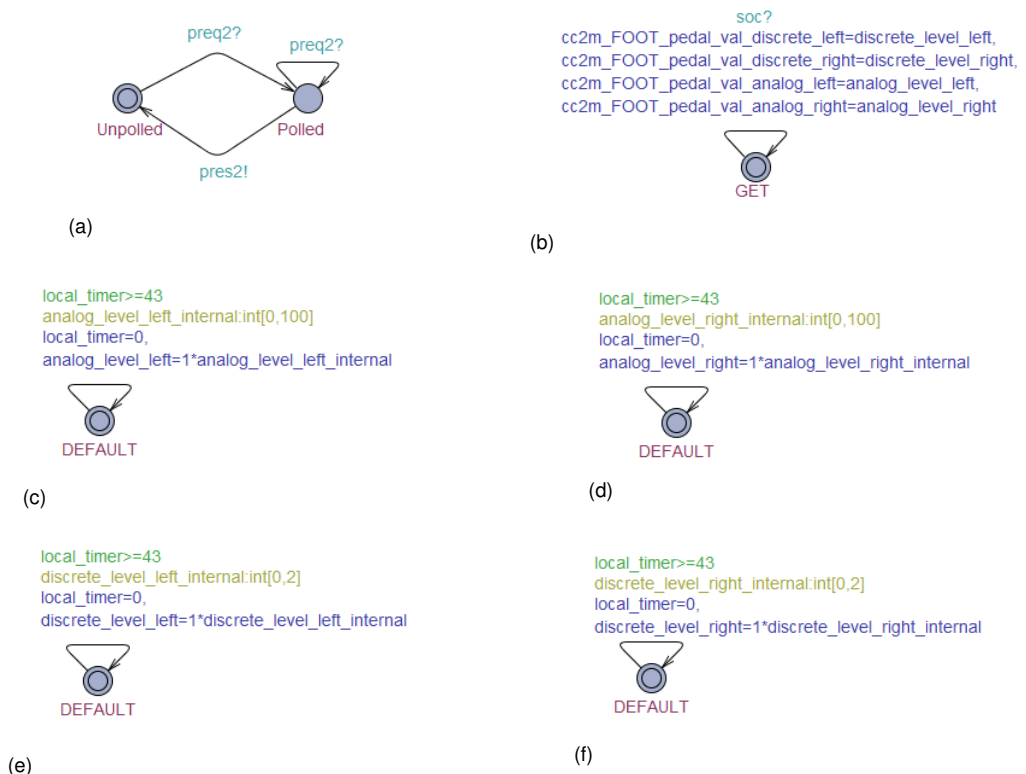 preq2?
preq2?
Unpolled
Polled
pres2!
(a)
soc?
cc2m_FOOT_pedal_val_discrete_left=discrete_level_left,
cc2m_FOOT_pedal_val_discrete_right=discrete_level_right,
cc2m_FOOT_pedal_val_analog_left=analog_level_left,
cc2m_FOOT_pedal_val_analog_right=analog_level_right
GET
(b)
local_timer>=43
analog_level_left_internal:int[0,100]
local_timer=0,
analog_level_left=1*analog_level_left_internal
DEFAULT
(c)
local_timer>=43
analog_level_right_internal:int[0,100]
local_timer=0,
analog_level_right=1*analog_level_right_internal
DEFAULT
(d)
local_timer>=43
discrete_level_left_internal:int[0,2]
local_timer=0,
discrete_level_left=1*discrete_level_left_internal
DEFAULT
(e)
local_timer>=43
discrete_level_right_internal:int[0,2]
local_timer=0,
discrete_level_right=1*discrete_level_right_internal
DEFAULT
(f)